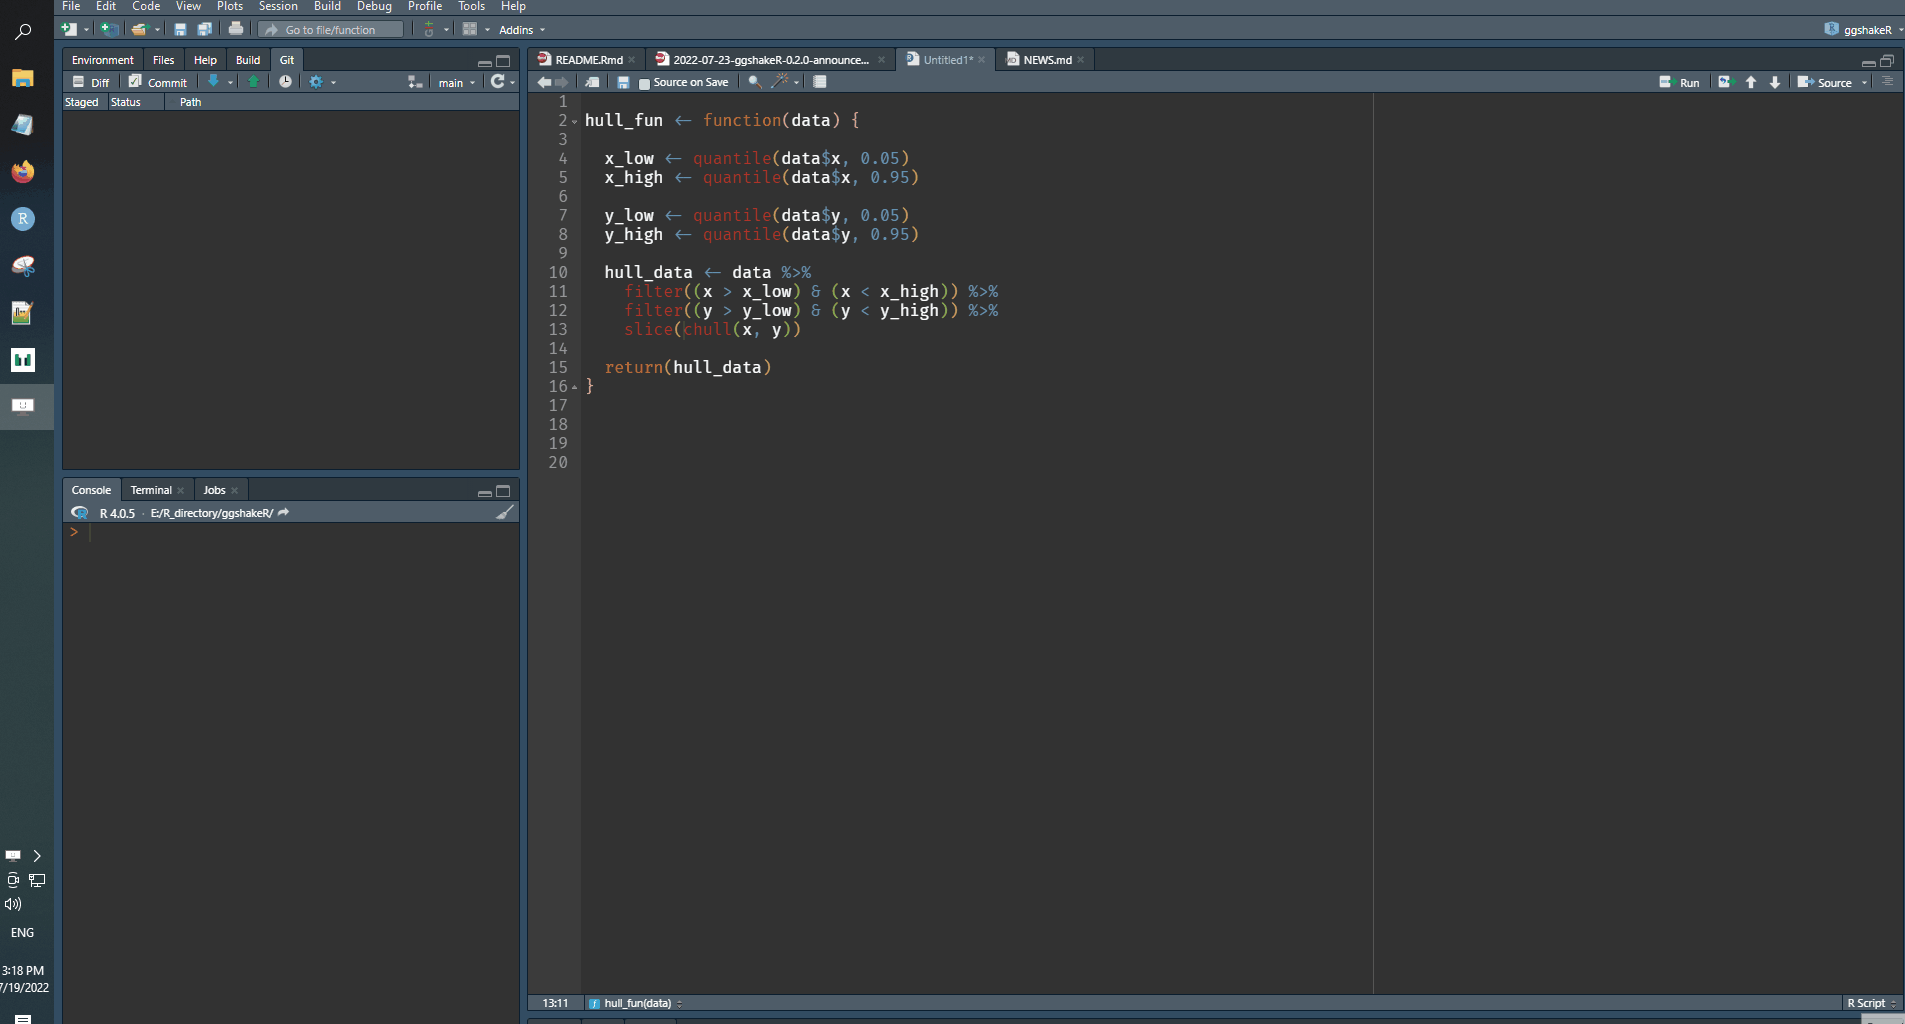 File Edit Code View Plots Session Build Debug Profile Tools Help
Go to file/function Addins ggshakeR
Environment Files Help Build Git
Diff Commit main
Staged Status Path
README.Rmd 2022-07-23-ggshakeR-0.2.0-announce... Untitled1* NEWS.md
Source on Save Run Source
1
2 hull_fun ← function(data) {
3
4 x_low ← quantile(data$x, 0.05)
5 x_high ← quantile(data$x, 0.95)
6
7 y_low ← quantile(data$y, 0.05)
8 y_high ← quantile(data$y, 0.95)
9
10 hull_data ← data %>%
11 filter((x > x_low) & (x < x_high)) %>%
12 filter((y > y_low) & (y < y_high)) %>%
13 slice(chull(x, y))
14
15 return(hull_data)
16 }
17
18
19
20
13:11 hull_fun(data) R Script
Console Terminal Jobs
R 4.0.5 · E:/R_directory/ggshakeR/
>
ENG
3:18 PM
7/19/2022